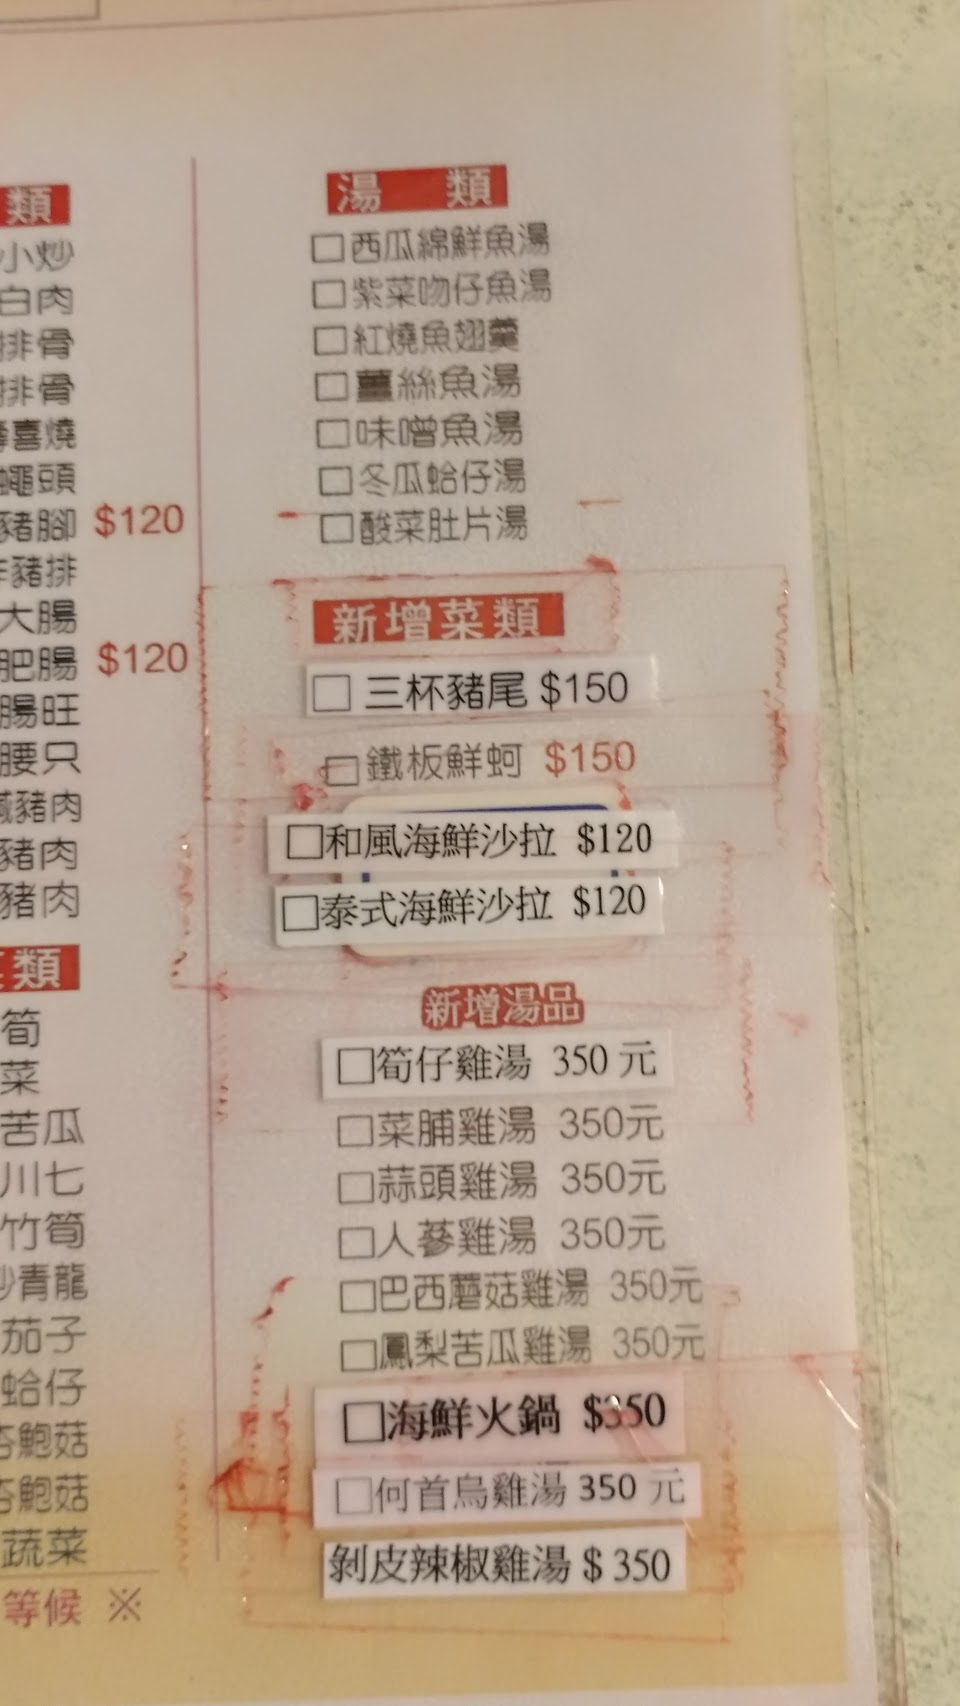 類
小炒
白肉
排骨
排骨
喜燒
蠅頭
豬腳 $120
豬排
大腸
肥腸 $120
腸旺
腰只
豬肉
豬肉
豬肉
類
筍
菜
苦瓜
川七
竹筍
炒青龍
茄子
蛤仔
杏鮑菇
杏鮑菇
蔬菜
等候 ※
湯 類
□西瓜綿鮮魚湯
□紫菜吻仔魚湯
□紅燒魚翅羹
□薑絲魚湯
□味噌魚湯
□冬瓜蛤仔湯
□酸菜肚片湯
新增菜類
□ 三杯豬尾 $150
□鐵板鮮蚵 $150
□和風海鮮沙拉 $120
□泰式海鮮沙拉 $120
新增湯品
□筍仔雞湯 350元
□菜脯雞湯 350元
□蒜頭雞湯 350元
□人蔘雞湯 350元
□巴西蘑菇雞湯 350元
□鳳梨苦瓜雞湯 350元
□海鮮火鍋 $350
□何首烏雞湯 350 元
剝皮辣椒雞湯 $ 350